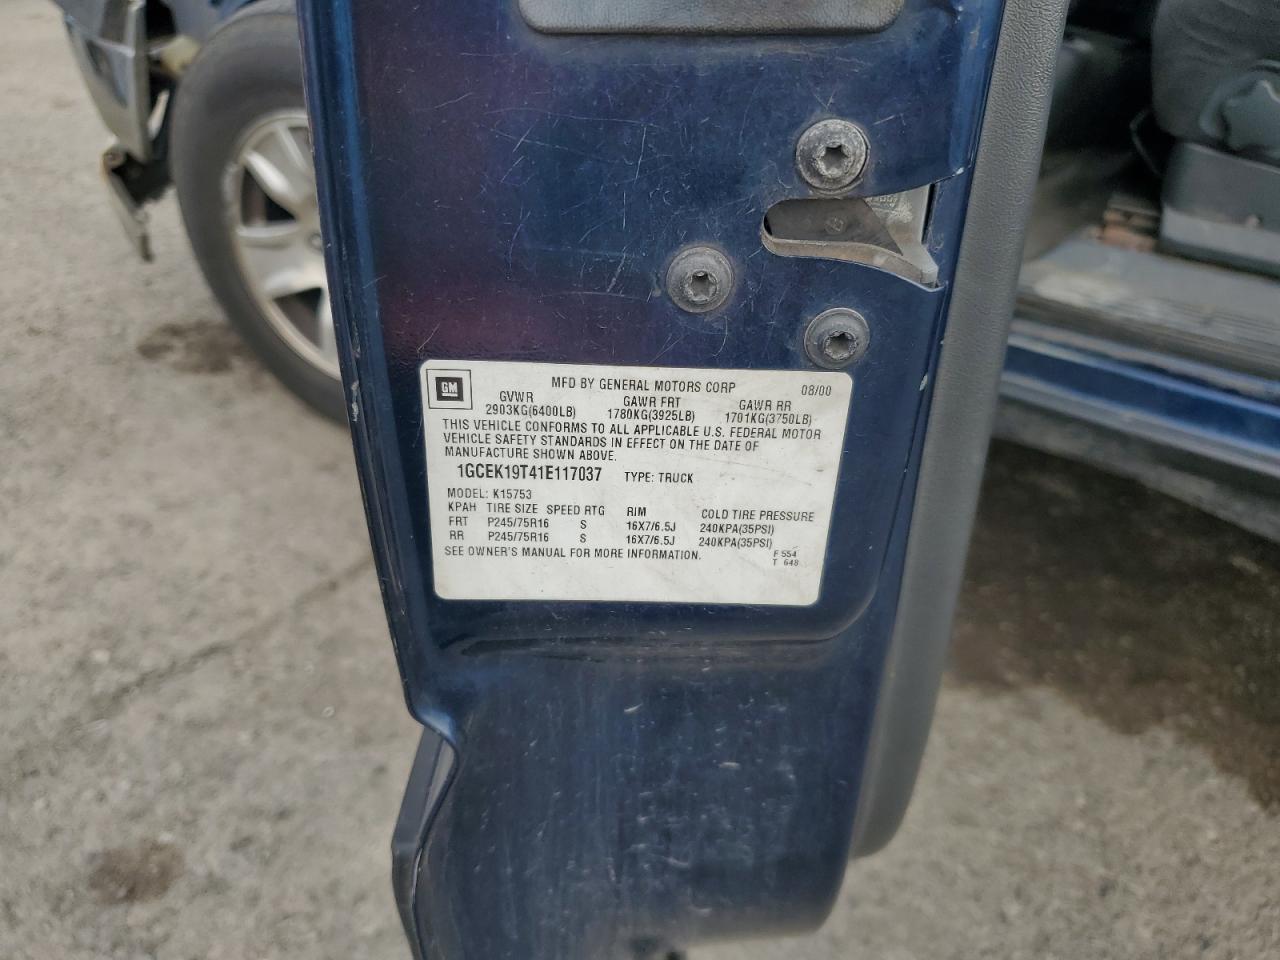 GM
MFD BY GENERAL MOTORS CORP 08/00
GVWR GAWR FRT GAWR RR
2903KG(6400LB) 1780KG(3925LB) 1701KG(3750LB)
THIS VEHICLE CONFORMS TO ALL APPLICABLE U.S. FEDERAL MOTOR
VEHICLE SAFETY STANDARDS IN EFFECT ON THE DATE OF
MANUFACTURE SHOWN ABOVE.
1GCEK19T41E117037 TYPE: TRUCK
MODEL: K15753
KPAH TIRE SIZE SPEED RTG RIM COLD TIRE PRESSURE
FRT P245/75R16 S 16X7/6.5J 240KPA(35PSI)
RR P245/75R16 S 16X7/6.5J 240KPA(35PSI)
SEE OWNER'S MANUAL FOR MORE INFORMATION.
F 554
T 648